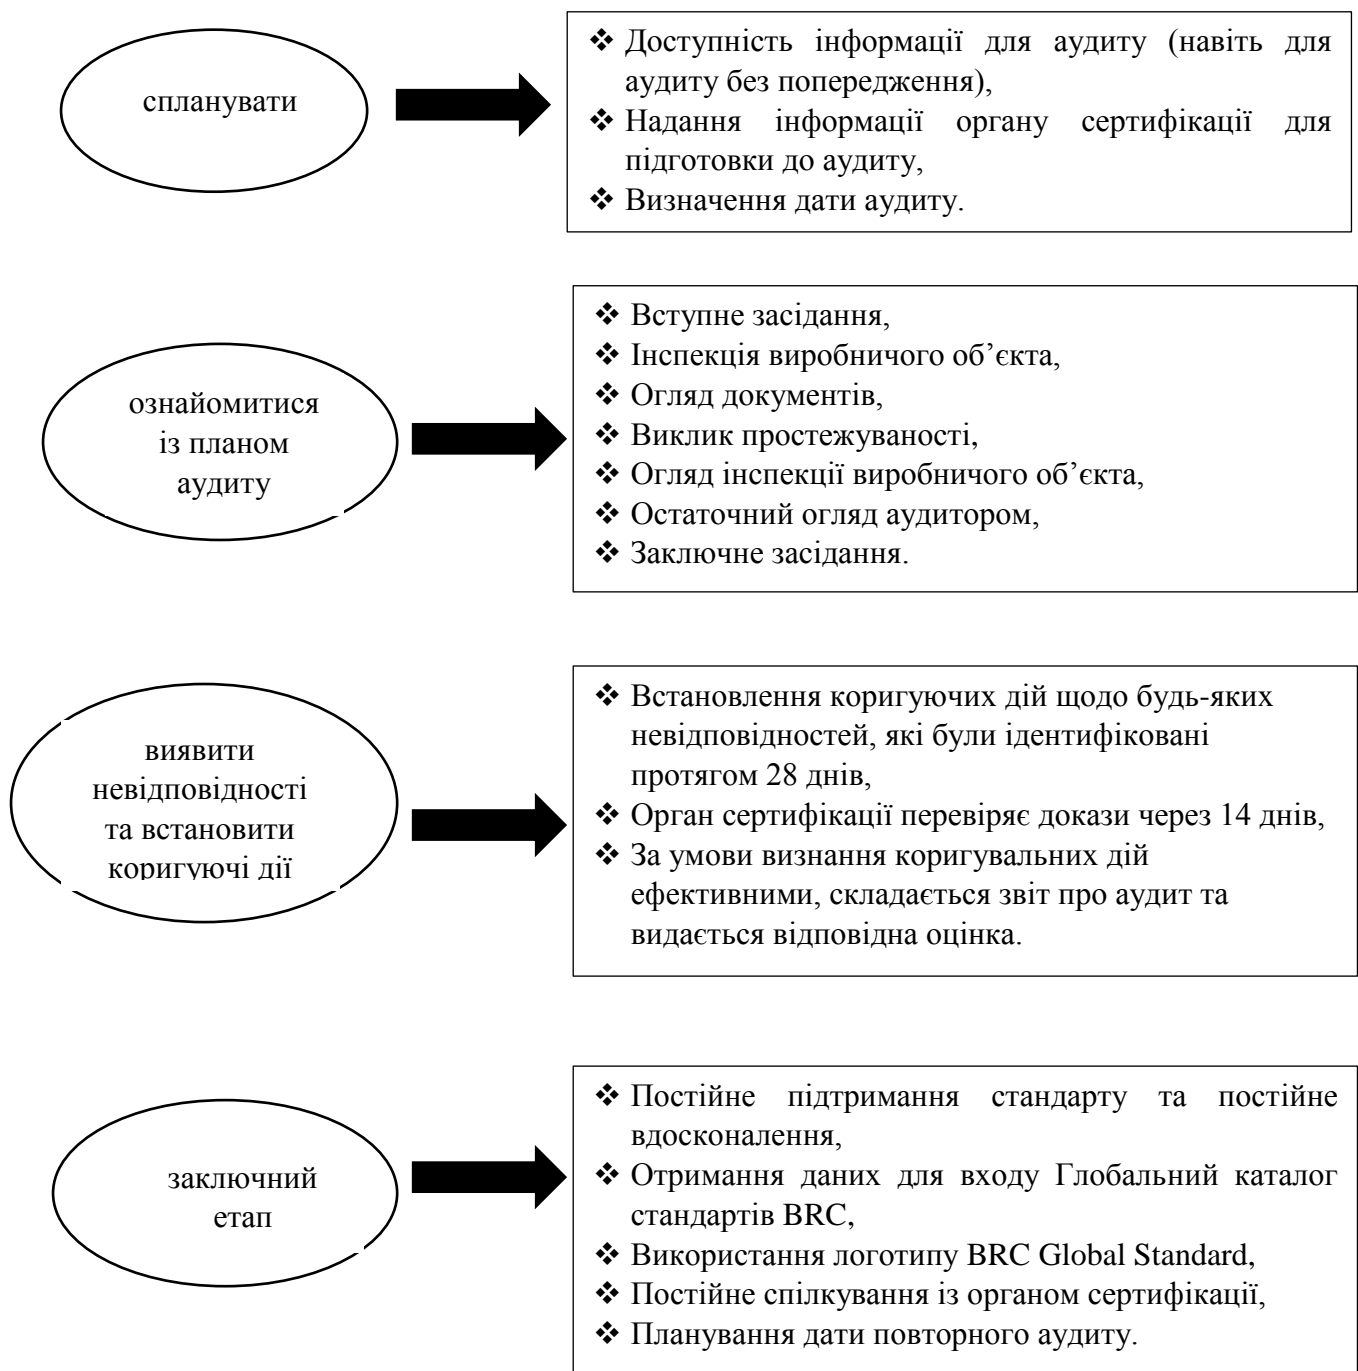 спланувати
❖ Доступність інформації для аудиту (навіть для
аудиту без попередження),
❖ Надання інформації органу сертифікації для
підготовки до аудиту,
❖ Визначення дати аудиту.
ознайомитися
із планом
аудиту
❖ Вступне засідання,
❖ Інспекція виробничого об’єкта,
❖ Огляд документів,
❖ Виклик простежуваності,
❖ Огляд інспекції виробничого об’єкта,
❖ Остаточний огляд аудитором,
❖ Заключне засідання.
виявити
невідповідності
та встановити
коригуючі дії
❖ Встановлення коригуючих дій щодо будь-яких
невідповідностей, які були ідентифіковані
протягом 28 днів,
❖ Орган сертифікації перевіряє докази через 14 днів,
❖ За умови визнання коригувальних дій
ефективними, складається звіт про аудит та
видається відповідна оцінка.
заключний
етап
❖ Постійне підтримання стандарту та постійне
вдосконалення,
❖ Отримання даних для входу Глобальний каталог
стандартів BRC,
❖ Використання логотипу BRC Global Standard,
❖ Постійне спілкування із органом сертифікації,
❖ Планування дати повторного аудиту.